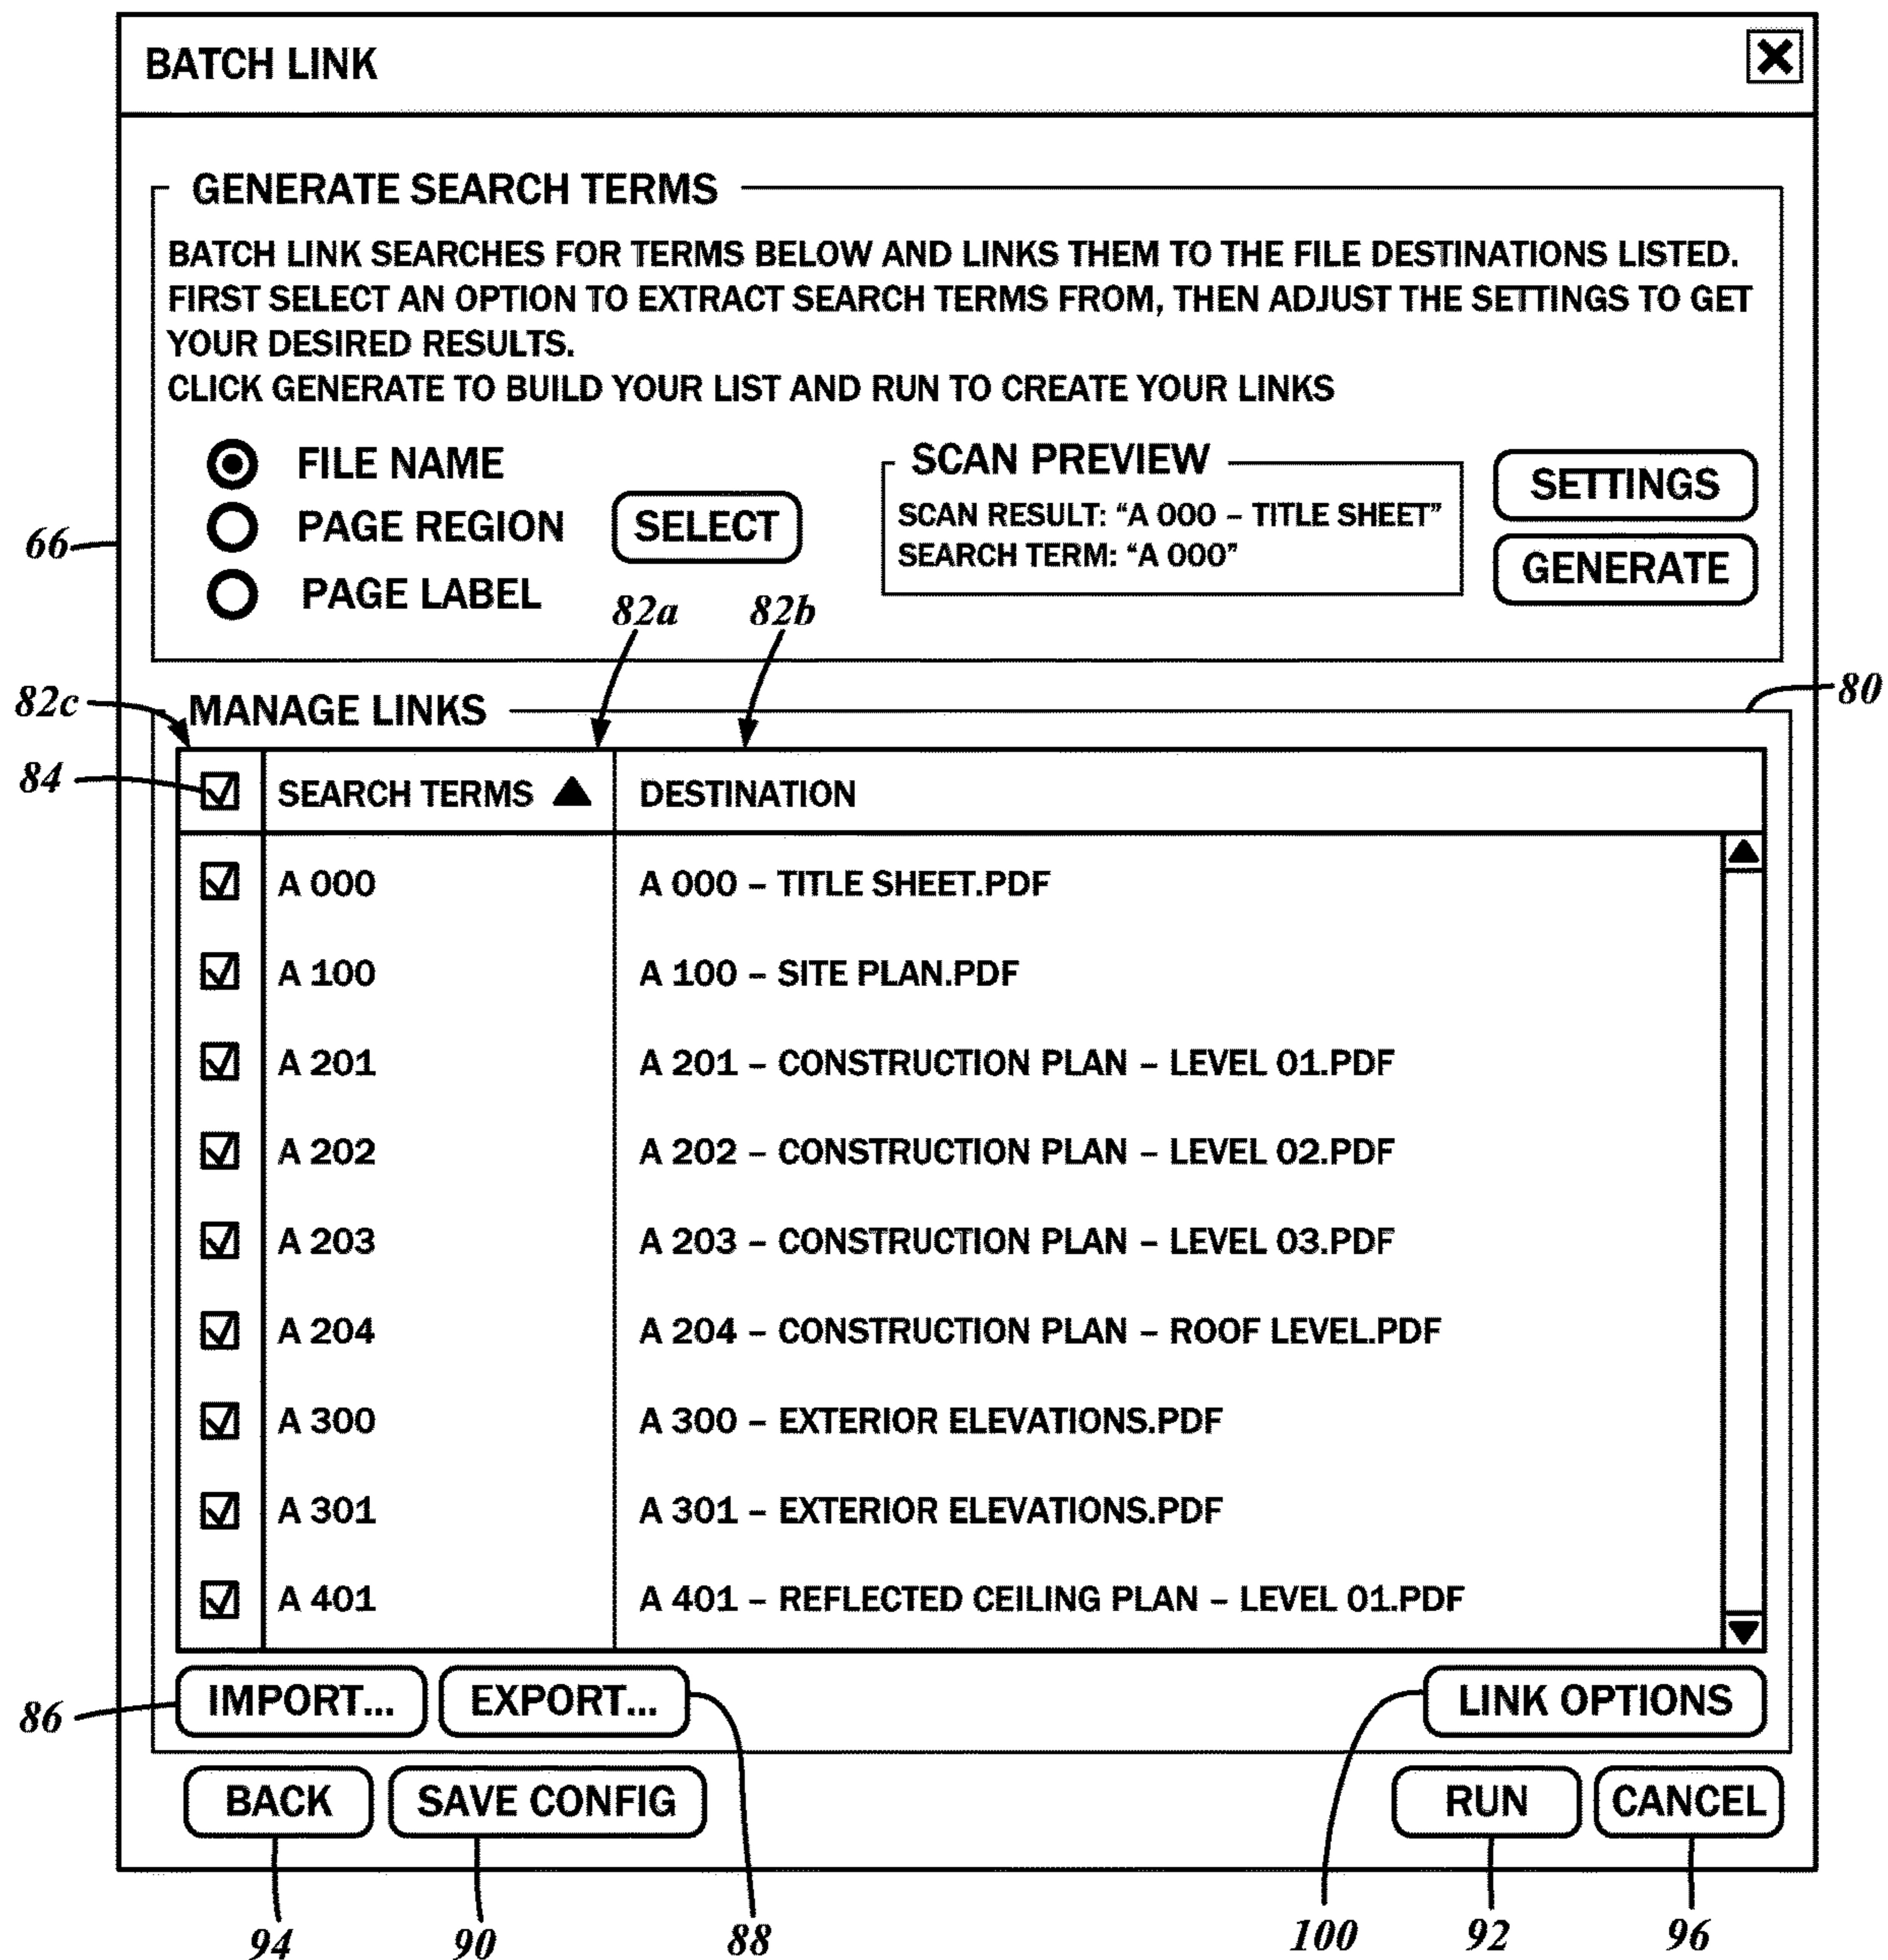 BATCH LINK
GENERATE SEARCH TERMS
BATCH LINK SEARCHES FOR TERMS BELOW AND LINKS THEM TO THE FILE DESTINATIONS LISTED.
FIRST SELECT AN OPTION TO EXTRACT SEARCH TERMS FROM, THEN ADJUST THE SETTINGS TO GET
YOUR DESIRED RESULTS.
CLICK GENERATE TO BUILD YOUR LIST AND RUN TO CREATE YOUR LINKS
FILE NAME
PAGE REGION
SELECT
PAGE LABEL
SCAN PREVIEW
SCAN RESULT: “A 000 – TITLE SHEET”
SEARCH TERM: “A 000”
SETTINGS
GENERATE
66
82a
82b
82c
MANAGE LINKS
80
84
SEARCH TERMS ▲ DESTINATION
A 000 A 000 – TITLE SHEET.PDF
A 100 A 100 – SITE PLAN.PDF
A 201 A 201 – CONSTRUCTION PLAN – LEVEL 01.PDF
A 202 A 202 – CONSTRUCTION PLAN – LEVEL 02.PDF
A 203 A 203 – CONSTRUCTION PLAN – LEVEL 03.PDF
A 204 A 204 – CONSTRUCTION PLAN – ROOF LEVEL.PDF
A 300 A 300 – EXTERIOR ELEVATIONS.PDF
A 301 A 301 – EXTERIOR ELEVATIONS.PDF
A 401 A 401 – REFLECTED CEILING PLAN – LEVEL 01.PDF
86
IMPORT... EXPORT... LINK OPTIONS
BACK SAVE CONFIG RUN CANCEL
94 90 88 100 92 96